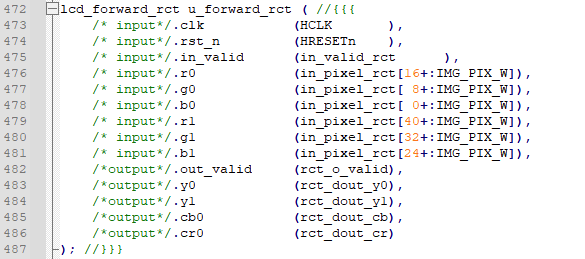 472 lcd_forward_rct u_forward_rct ( //{{{
473     /* input*/.clk            (HCLK       ),
474     /* input*/.rst_n          (HRESETn    ),
475     /* input*/.in_valid       (in_valid_rct       ),
476     /* input*/.r0             (in_pixel_rct[16+:IMG_PIX_W]),
477     /* input*/.g0             (in_pixel_rct[ 8+:IMG_PIX_W]),
478     /* input*/.b0             (in_pixel_rct[ 0+:IMG_PIX_W]),
479     /* input*/.r1             (in_pixel_rct[40+:IMG_PIX_W]),
480     /* input*/.g1             (in_pixel_rct[32+:IMG_PIX_W]),
481     /* input*/.b1             (in_pixel_rct[24+:IMG_PIX_W]),
482     /*output*/.out_valid      (rct_o_valid),
483     /*output*/.y0             (rct_dout_y0),
484     /*output*/.y1             (rct_dout_y1),
485     /*output*/.cb0            (rct_dout_cb),
486     /*output*/.cr0            (rct_dout_cr)
487 ); //}}}